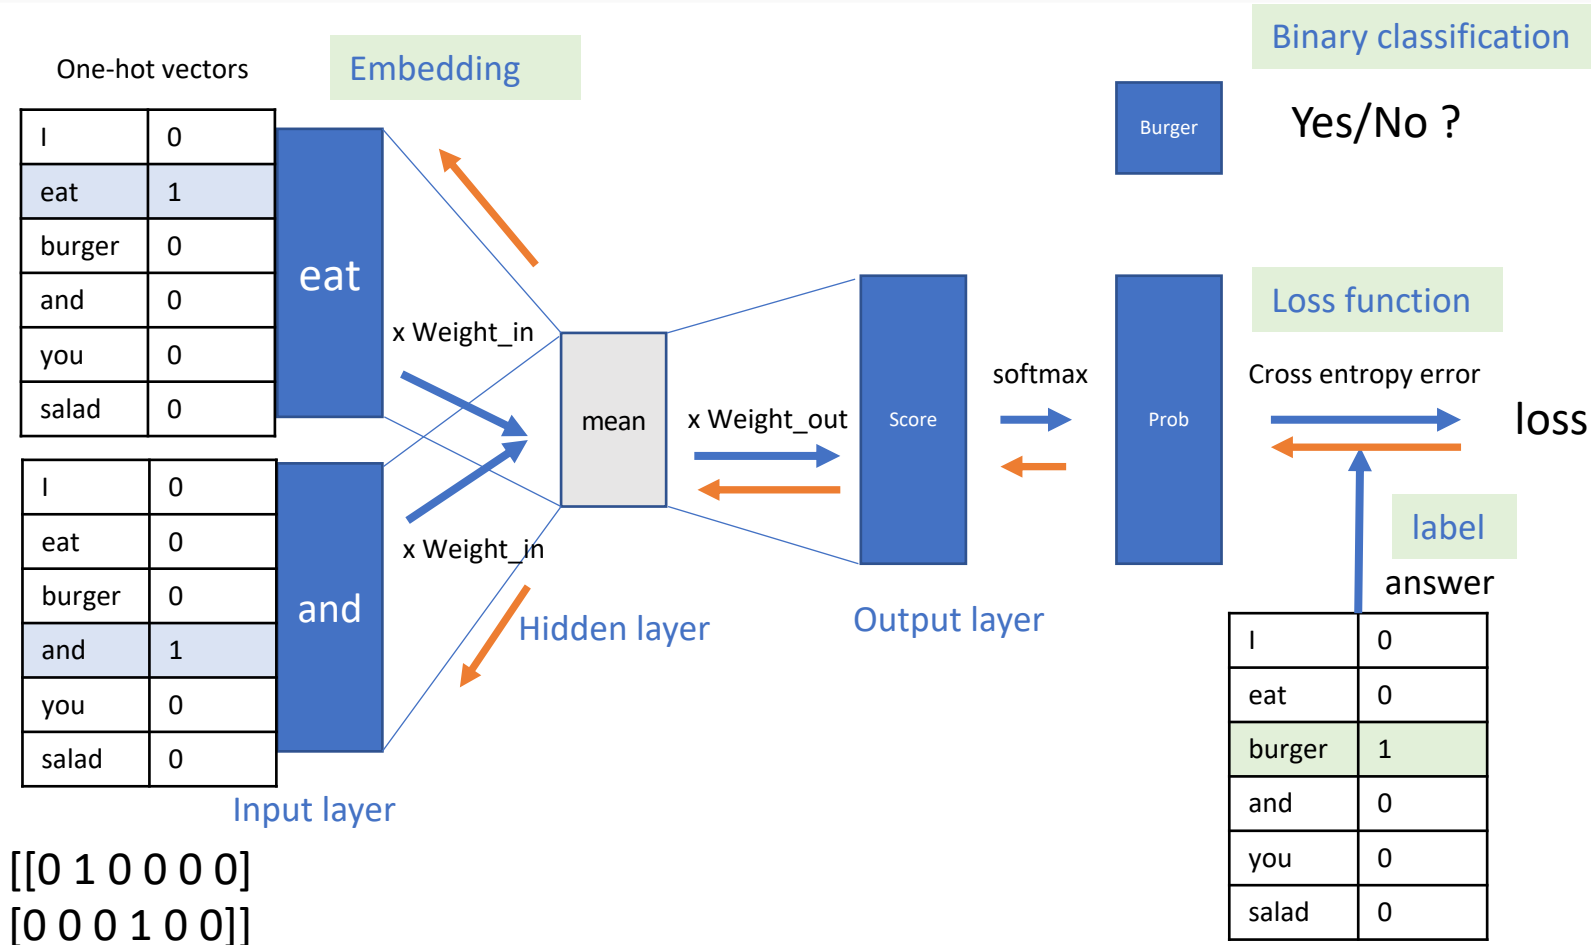 Binary classification
One-hot vectors
Embedding
Burger
Yes/No ?
I 0
eat 1
burger 0
and 0
you 0
salad 0
eat
x Weight_in
mean
x Weight_out
Score
softmax
Prob
Loss function
Cross entropy error
loss
I 0
eat 0
burger 0
and 1
you 0
salad 0
and
x Weight_in
Hidden layer
Output layer
Input layer
label
answer
I 0
eat 0
burger 1
and 0
you 0
salad 0
[[0 1 0 0 0 0]
[0 0 0 1 0 0]]